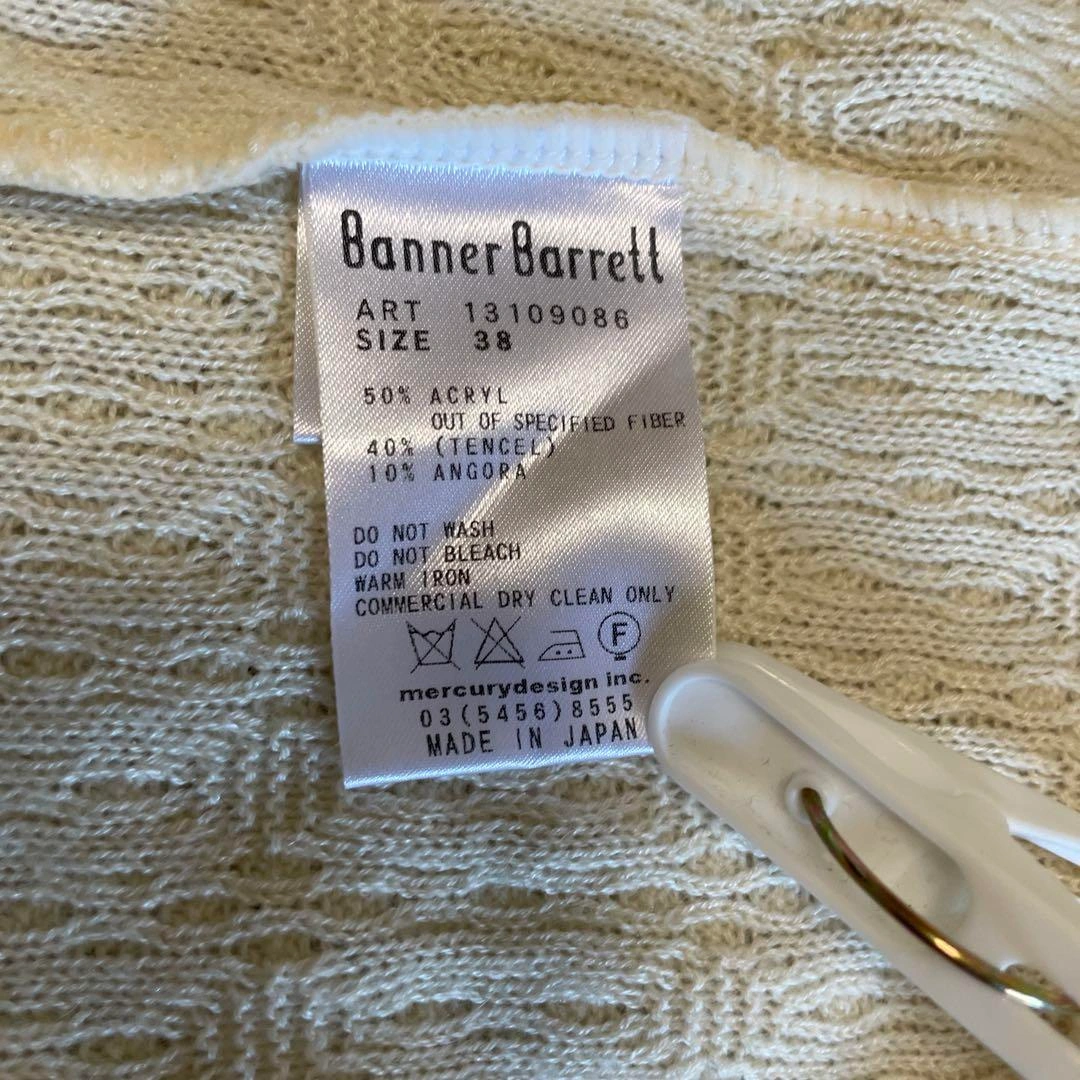 Banner Barrett
ART 13109086
SIZE 38
50% ACRYL
OUT OF SPECIFIED FIBER
40% (TENCEL)
10% ANGORA
DO NOT WASH
DO NOT BLEACH
WARM IRON
COMMERCIAL DRY CLEAN ONLY
F
mercurydesign inc.
03(5456)8555
MADE IN JAPAN